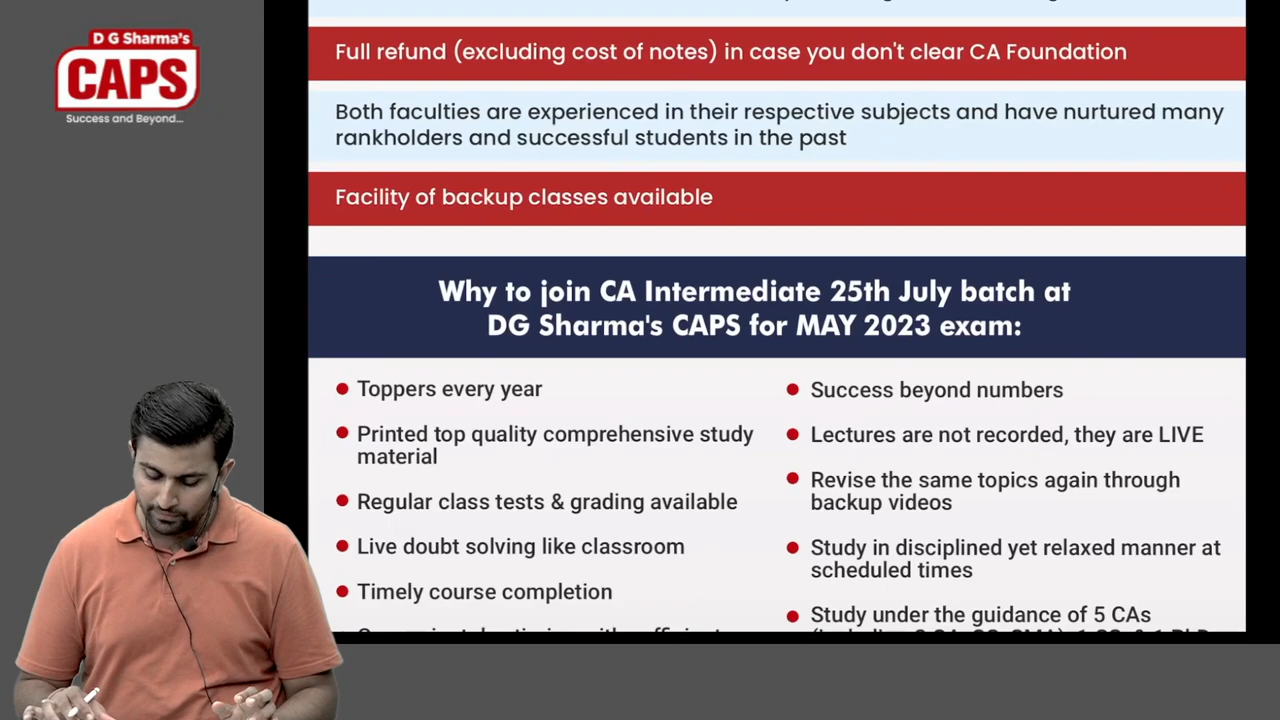 D G Sharma's
CAPS
Success and Beyond...
Full refund (excluding cost of notes) in case you don't clear CA Foundation
Both faculties are experienced in their respective subjects and have nurtured many
rankholders and successful students in the past
Facility of backup classes available
Why to join CA Intermediate 25th July batch at
DG Sharma's CAPS for MAY 2023 exam:
Toppers every year
Printed top quality comprehensive study
material
Regular class tests & grading available
Live doubt solving like classroom
Timely course completion
Success beyond numbers
Lectures are not recorded, they are LIVE
Revise the same topics again through
backup videos
Study in disciplined yet relaxed manner at
scheduled times
Study under the guidance of 5 CAs